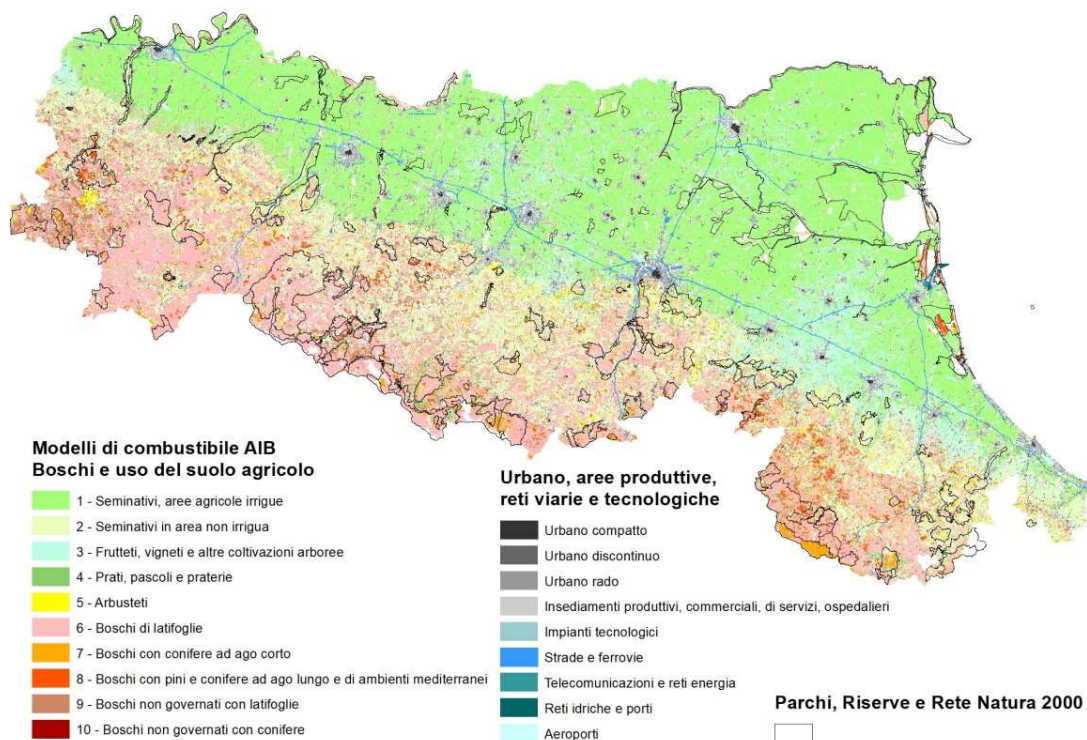 Modelli di combustibile AIB
Boschi e uso del suolo agricolo
1 - Seminativi, aree agricole irrigue
2 - Seminativi in area non irrigua
3 - Frutteti, vigneti e altre coltivazioni arboree
4 - Prati, pascoli e praterie
5 - Arbusteti
6 - Boschi di latifoglie
7 - Boschi con conifere ad ago corto
8 - Boschi con pini e conifere ad ago lungo e di ambienti mediterranei
9 - Boschi non governati con latifoglie
10 - Boschi non governati con conifere
Urbano, aree produttive,
reti viarie e tecnologiche
Urbano compatto
Urbano discontinuo
Urbano rado
Insediamenti produttivi, commerciali, di servizi, ospedalieri
Impianti tecnologici
Strade e ferrovie
Telecomunicazioni e reti energia
Reti idriche e porti
Aeroporti
Parchi, Riserve e Rete Natura 2000